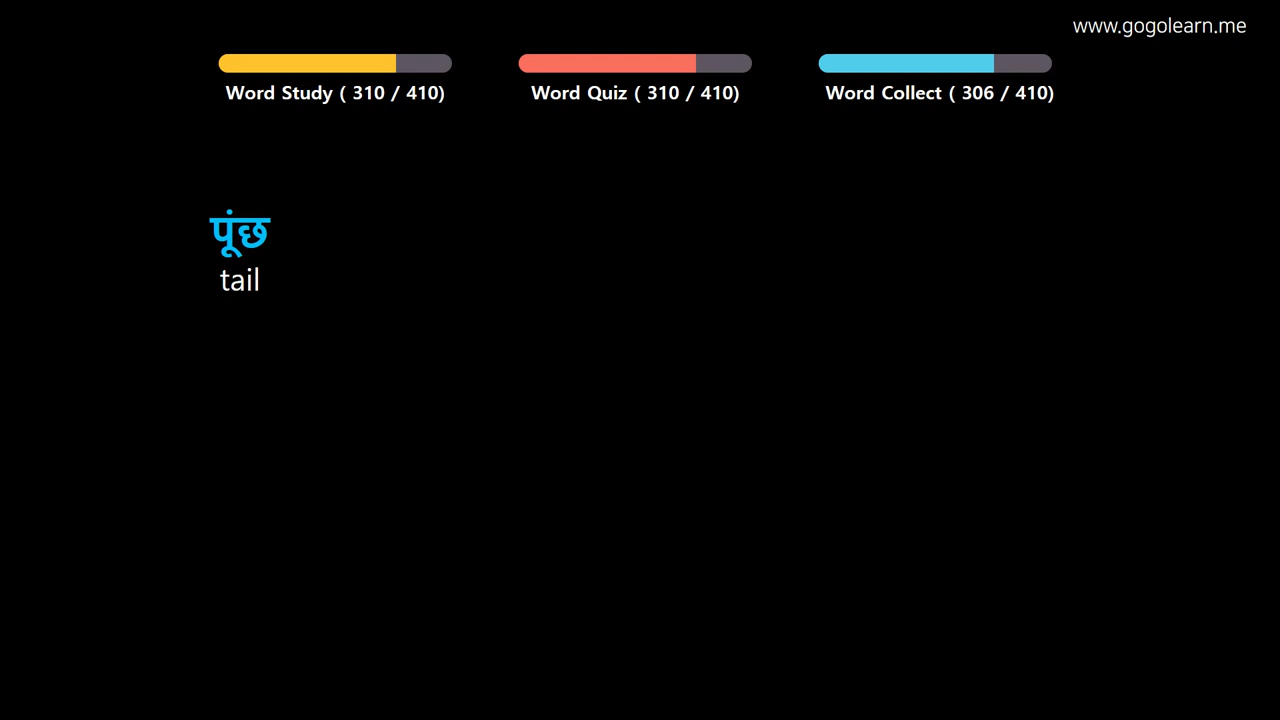 www.gogolearn.me
Word Study ( 310 / 410)
Word Quiz ( 310 / 410)
Word Collect ( 306 / 410)
पूंछ
tail